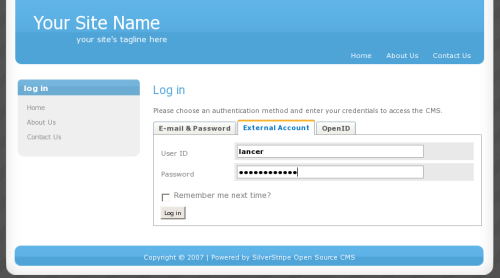 Your Site Name
your site's tagline here
Home About Us Contact Us
log in
Home
About Us
Contact Us
Log in
Please choose an authentication method and enter your credentials to access the CMS.
E-mail & Password External Account OpenID
User ID lancer
Password ••••••••••••
Remember me next time?
Log in
Copyright © 2007 | Powered by SilverStripe Open Source CMS